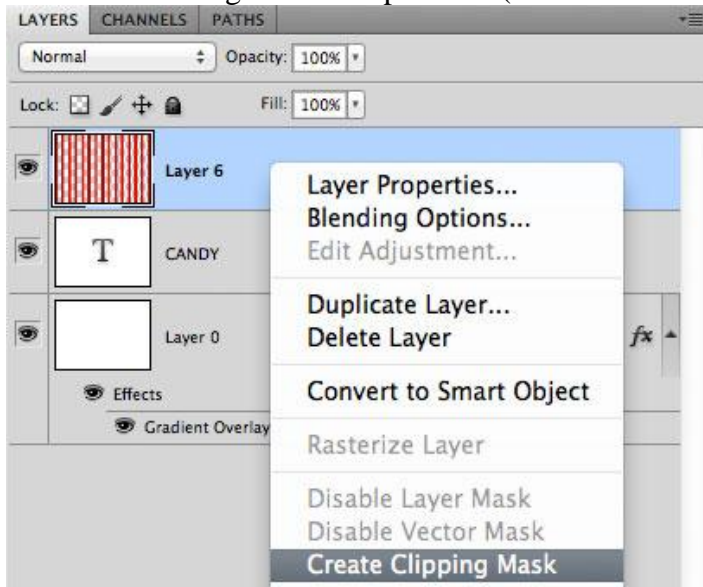 LAYERS CHANNELS PATHS
Normal Opacity: 100%
Lock: Fill: 100%
Layer 6
T CANDY
Layer 0 fx
Effects
Gradient Overlay
Layer Properties...
Blending Options...
Edit Adjustment...
Duplicate Layer...
Delete Layer
Convert to Smart Object
Rasterize Layer
Disable Layer Mask
Disable Vector Mask
Create Clipping Mask